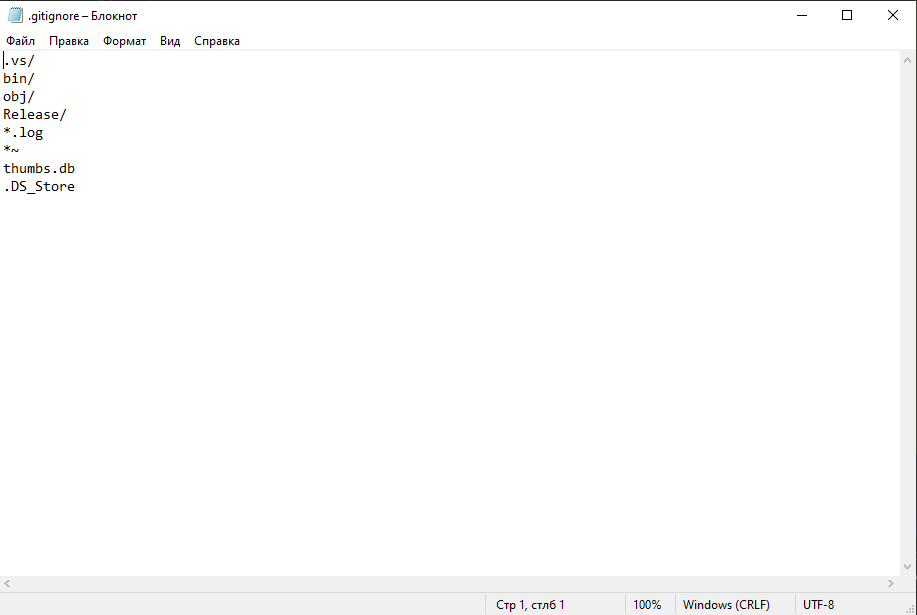 .gitignore – Блокнот
Файл Правка Формат Вид Справка
.vs/
bin/
obj/
Release/
*.log
*~
thumbs.db
.DS_Store
Стр 1, стлб 1 100% Windows (CRLF) UTF-8